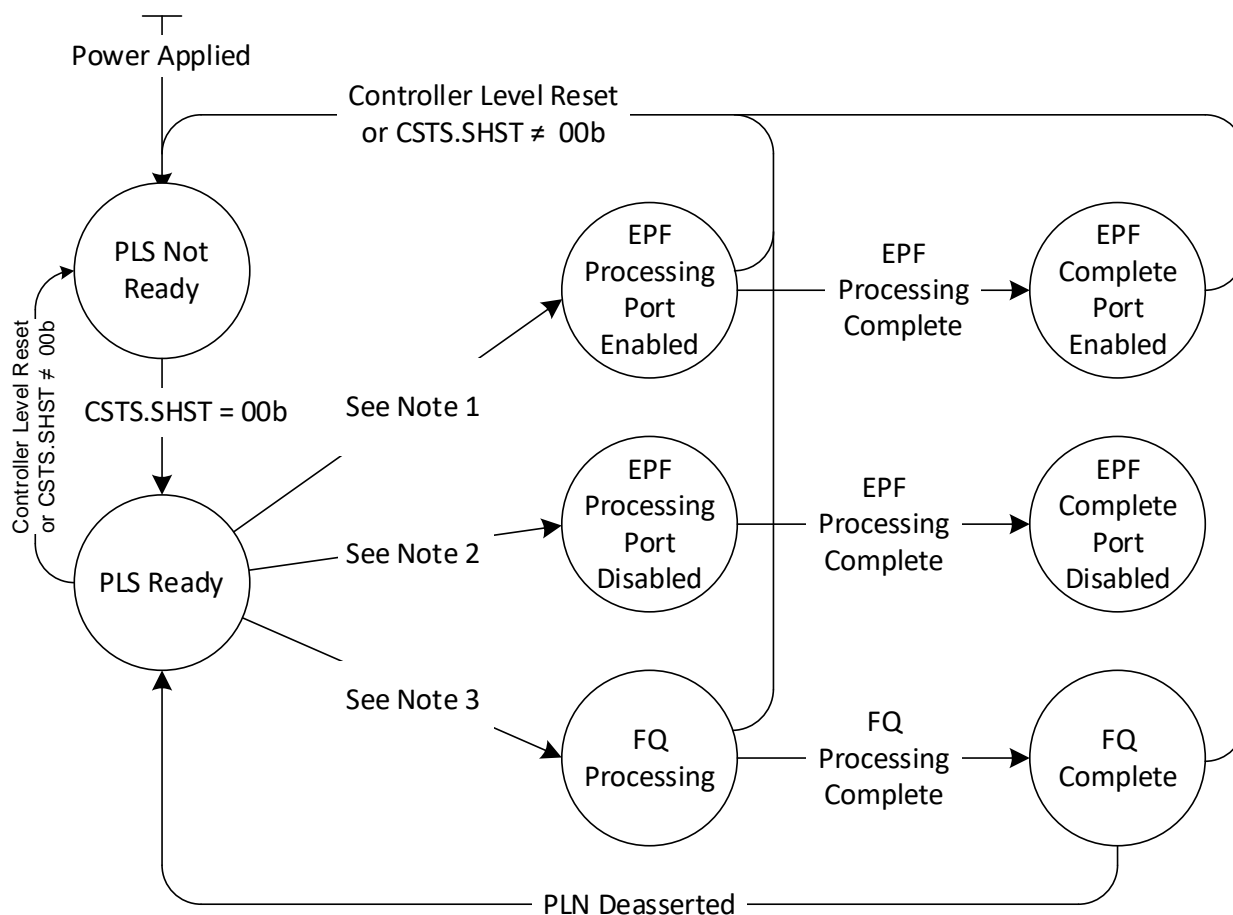 Power Applied
Controller Level Reset
or CSTS.SHST ≠ 00b
PLS Not
Ready
EPF
Processing
Port
Enabled
EPF
Processing
Complete
EPF
Complete
Port
Enabled
Controller Level Reset
or CSTS.SHST ≠ 00b
CSTS.SHST = 00b
See Note 1
PLS Ready
See Note 2
EPF
Processing
Port
Disabled
EPF
Processing
Complete
EPF
Complete
Port
Disabled
See Note 3
FQ
Processing
FQ
Processing
Complete
FQ
Complete
PLN Deasserted